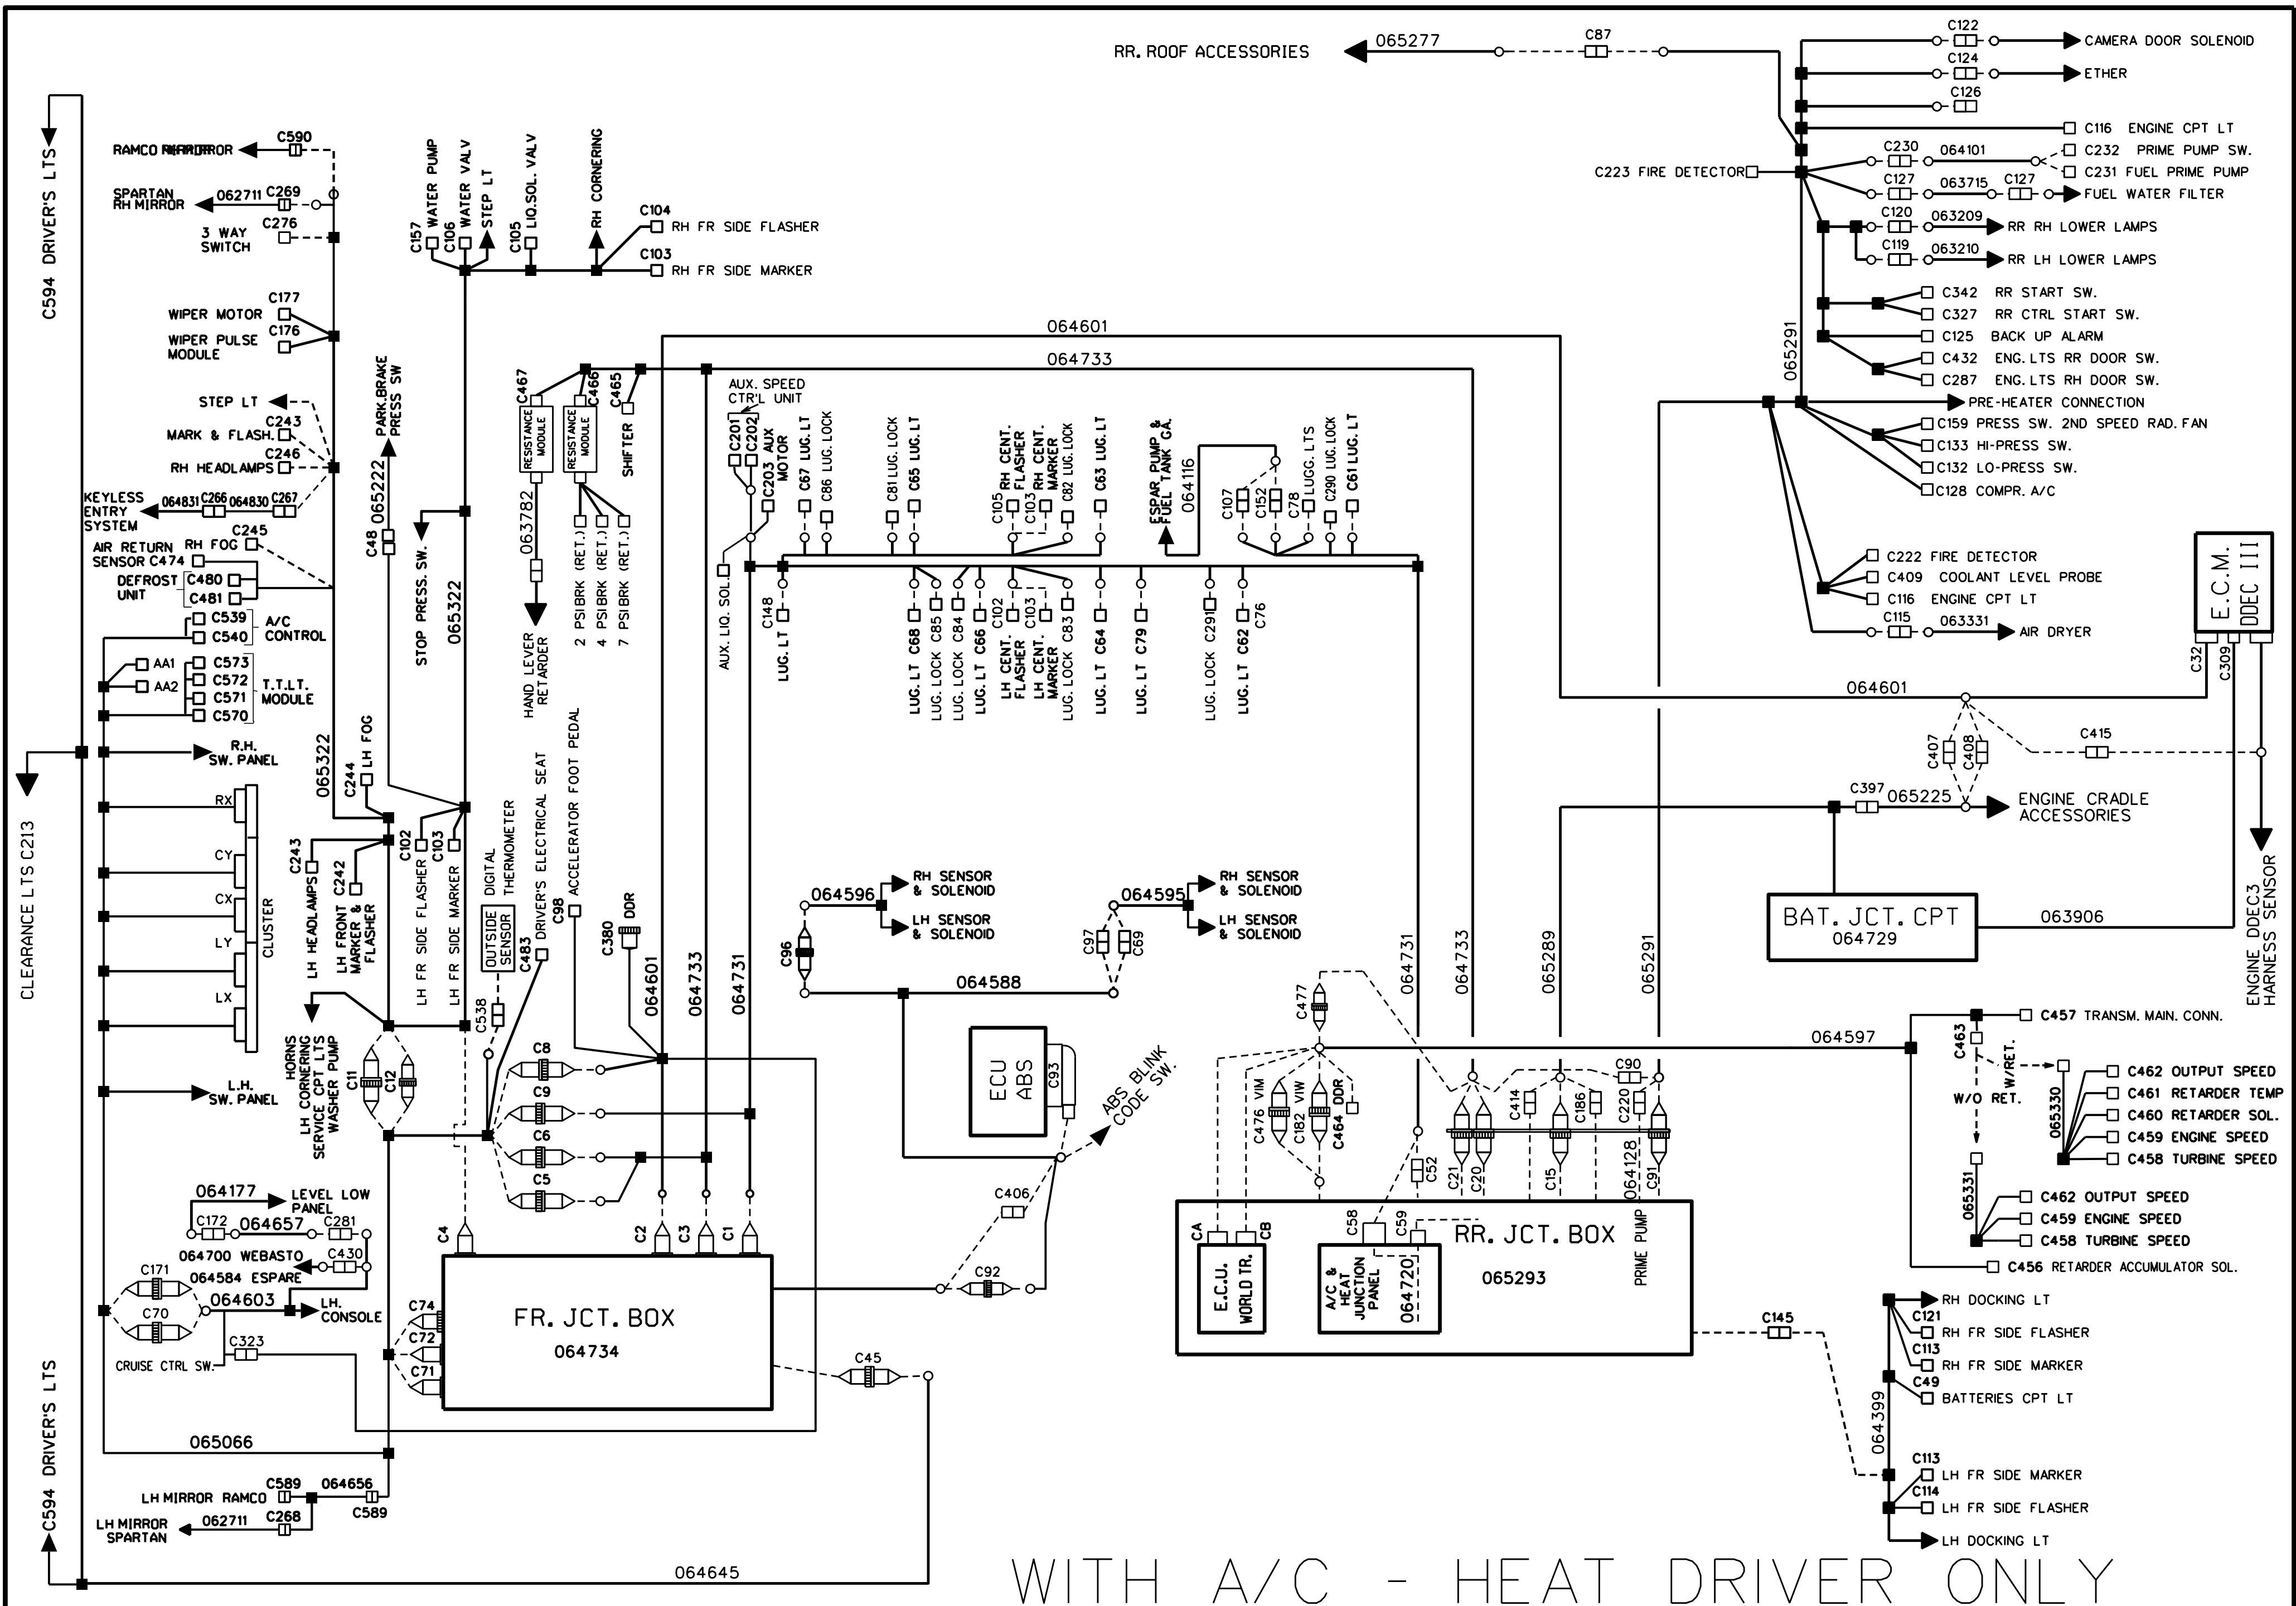 RR. ROOF ACCESSORIES
065277
C87
C122
CAMERA DOOR SOLENOID
C124
ETHER
C126
C116 ENGINE CPT LT
C230
064101
C232 PRIME PUMP SW.
C231 FUEL PRIME PUMP
C223 FIRE DETECTOR
C127
063715
C127
FUEL WATER FILTER
C120
063209
RR RH LOWER LAMPS
C119
063210
RR LH LOWER LAMPS
C342 RR START SW.
C327 RR CTRL START SW.
C125 BACK UP ALARM
C432 ENG. LTS RR DOOR SW.
C287 ENG. LTS RH DOOR SW.
065291
PRE-HEATER CONNECTION
C159 PRESS SW. 2ND SPEED RAD. FAN
C133 HI-PRESS SW.
C132 LO-PRESS SW.
C128 COMPR. A/C
C222 FIRE DETECTOR
C409 COOLANT LEVEL PROBE
C116 ENGINE CPT LT
C115
063331
AIR DRYER
E.C.M.
DDEC III
C32
C309
064601
C407
C408
C415
C397
065225
ENGINE CRADLE
ACCESSORIES
BAT. JCT. CPT
064729
063906
ENGINE DDEC3
HARNESS SENSOR
C594 DRIVER'S LTS
RAMCO
C590
SPARTAN
RH MIRROR
062711
C269
3 WAY
SWITCH
C276
WIPER MOTOR
C177
WIPER PULSE
MODULE
C176
STEP LT
C243
MARK & FLASH.
C246
RH HEADLAMPS
KEYLESS
ENTRY
SYSTEM
064831
C266
064830
C267
C245
RH FOG
AIR RETURN
SENSOR C474
DEFROST
UNIT
C480
C481
C539
C540
A/C
CONTROL
AA1
AA2
C573
C572
C571
C570
T.T.LT.
MODULE
R.H.
SW. PANEL
CLEARANCE LTS C213
RX
CY
CX
LY
LX
CLUSTER
L.H.
SW. PANEL
065322
C244
LH FOG
C243
LH HEADLAMPS
C242
LH FRONT
MARKER &
FLASHER
C48
065222
PARK.BRAKE
PRESS SW
C157
WATER PUMP
C106
WATER VALV
STEP LT
C105
LIQ.SOL. VALV
RH CORNERING
C104
RH FR SIDE FLASHER
C103
RH FR SIDE MARKER
STOP PRESS. SW.
065322
C102
LH FR SIDE FLASHER
C103
LH FR SIDE MARKER
HORNS
LH CORNERING
SERVICE CPT LTS
WASHER PUMP
C11
C12
064601
064733
C467
RESISTANCE
MODULE
C466
RESISTANCE
MODULE
C465
SHIFTER
063782
HAND LEVER
RETARDER
2 PSI BRK (RET.)
4 PSI BRK (RET.)
7 PSI BRK (RET.)
AUX. SPEED
CTR'L UNIT
C201
C202
C203 AUX
MOTOR
AUX. LIQ. SOL.
C67 LUG. LT
C86 LUG. LOCK
C81 LUG. LOCK
C65 LUG. LT
C105
RH CENT.
FLASHER
C103
RH CENT.
MARKER
C82 LUG. LOCK
C63 LUG. LT
ESPAR PUMP &
FUEL TANK GA.
064116
C107
C152
C78
LUGG. LTS
C290 LUG. LOCK
C61 LUG. LT
C148
LUG. LT
LUG. LT C68
LUG. LOCK C85
LUG. LOCK C84
LUG. LT C66
C102
LH CENT.
FLASHER
C103
LH CENT.
MARKER
LUG. LOCK C83
LUG. LT C64
LUG. LT C79
LUG. LOCK C291
LUG. LT C62
C76
DIGITAL
THERMOMETER
OUTSIDE
SENSOR
C538
C483
DRIVER'S ELECTRICAL SEAT
C98
ACCELERATOR FOOT PEDAL
C380
DDR
064601
064733
064731
C8
C9
C6
C5
C96
064596
RH SENSOR
& SOLENOID
LH SENSOR
& SOLENOID
064595
RH SENSOR
& SOLENOID
LH SENSOR
& SOLENOID
C97
C69
064588
ECU
ABS
C93
ABS BLINK
CODE SW.
C406
C92
C45
064731
064733
065289
065291
C477
064597
C476 VIM
C182 VIW
C464 DDR
C52
C21
C20
C414
C15
C186
C220
C90
064128
C91
PRIME PUMP
CA
CB
E.C.U.
WORLD TR.
C58
C59
A/C &
HEAT
JUNCTION
PANEL
064720
RR. JCT. BOX
065293
C457 TRANSM. MAIN. CONN.
C463
W/RET.
W/O RET.
065330
C462 OUTPUT SPEED
C461 RETARDER TEMP
C460 RETARDER SOL.
C459 ENGINE SPEED
C458 TURBINE SPEED
065331
C462 OUTPUT SPEED
C459 ENGINE SPEED
C458 TURBINE SPEED
C456 RETARDER ACCUMULATOR SOL.
C145
RH DOCKING LT
C121
RH FR SIDE FLASHER
C113
RH FR SIDE MARKER
C49
BATTERIES CPT LT
064399
C113
LH FR SIDE MARKER
C114
LH FR SIDE FLASHER
LH DOCKING LT
064177
LEVEL LOW
PANEL
C172
064657
C281
064700 WEBASTO
C430
064584 ESPARE
C171
064603
C70
LH.
CONSOLE
C323
CRUISE CTRL SW.
C4
C2
C3
C1
C74
C72
C71
FR. JCT. BOX
064734
065066
LH MIRROR RAMCO
C589
064656
C589
LH MIRROR
SPARTAN
062711
C268
C594 DRIVER'S LTS
064645
WITH A/C - HEAT DRIVER ONLY